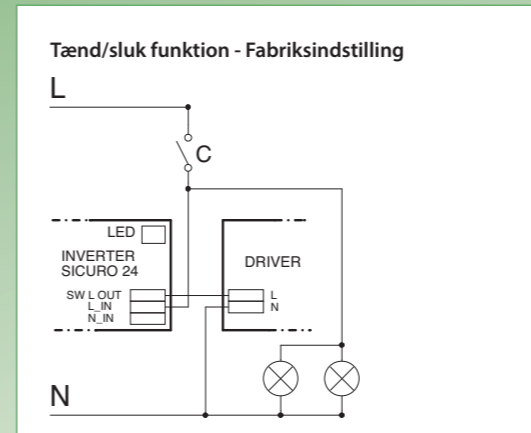 Tænd/sluk funktion - Fabriksindstilling
L
C
LED
INVERTER
SICURO 24
DRIVER
SW L OUT
L_IN
N_IN
L
N
N